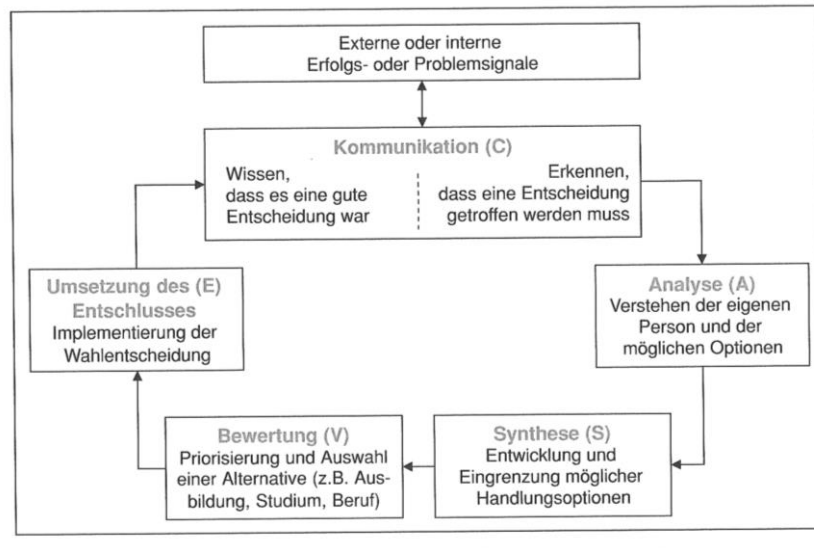 Externe oder interne
Erfolgs- oder Problemsignale
Kommunikation (C)
Wissen,
dass es eine gute
Entscheidung war
Erkennen,
dass eine Entscheidung
getroffen werden muss
Analyse (A)
Verstehen der eigenen
Person und der
möglichen Optionen
Synthese (S)
Entwicklung und
Eingrenzung möglicher
Handlungsoptionen
Bewertung (V)
Priorisierung und Auswahl
einer Alternative (z.B. Aus-
bildung, Studium, Beruf)
Umsetzung des (E)
Entschlusses
Implementierung der
Wahlentscheidung